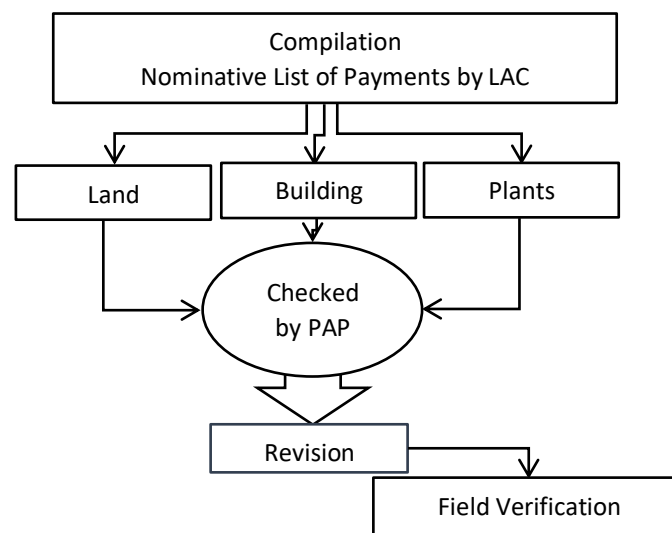 Compilation
Nominative List of Payments by LAC
Land
Building
Plants
Checked
by PAP
Revision
Field Verification